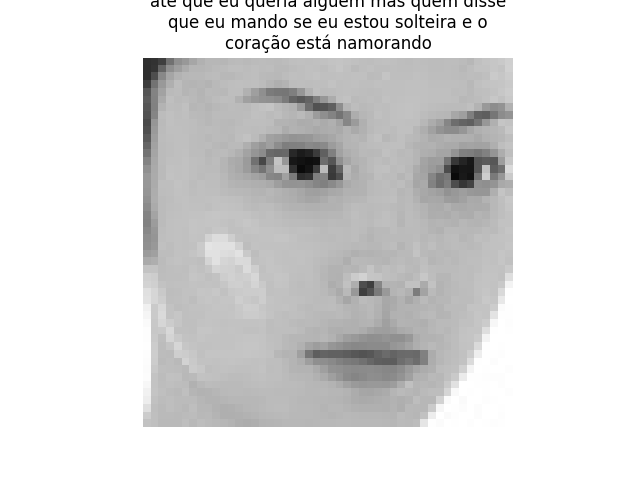 até que eu queria alguém mas quem disse
que eu mando se eu estou solteira e o
coração está namorando